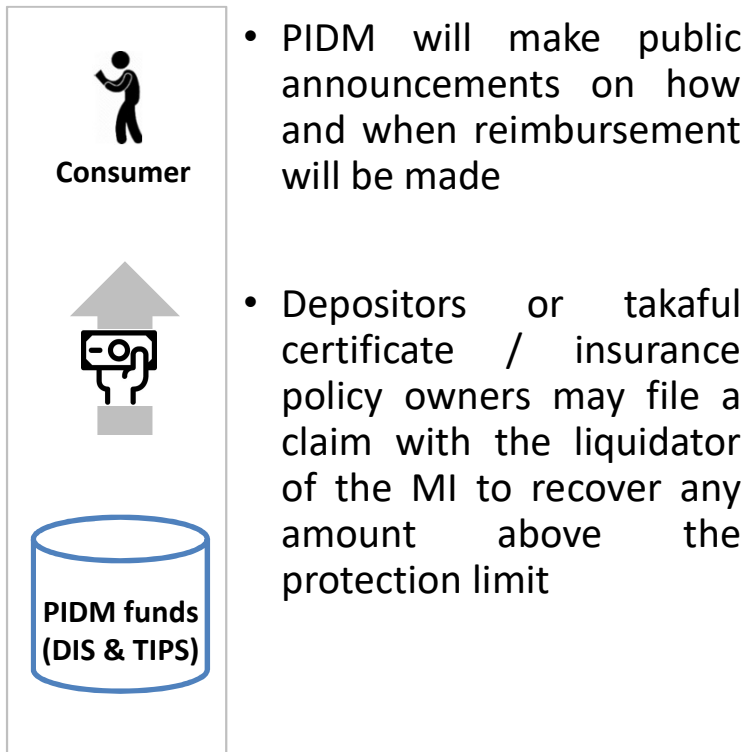 Consumer
PIDM funds
(DIS & TIPS)
• PIDM will make public
announcements on how
and when reimbursement
will be made
• Depositors or takaful
certificate / insurance
policy owners may file a
claim with the liquidator
of the MI to recover any
amount above the
protection limit